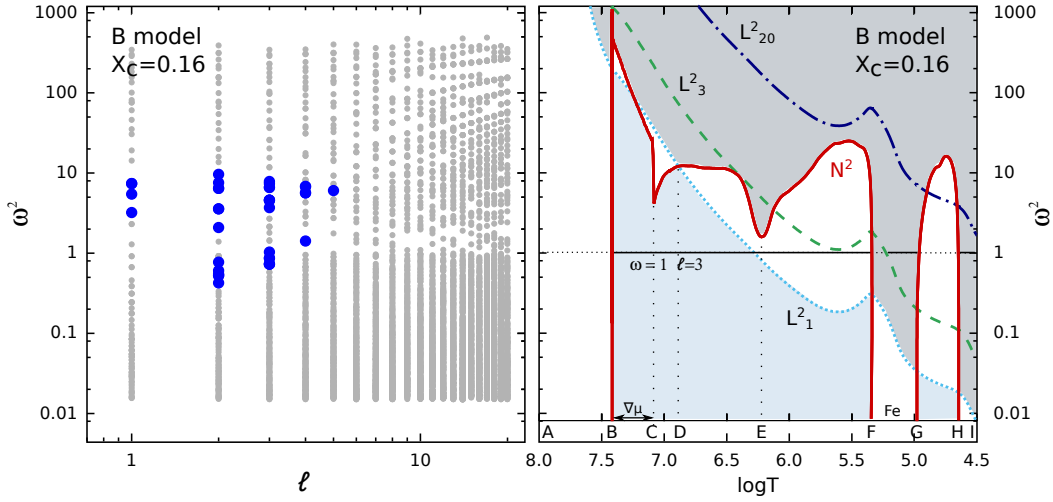 B model
X_C=0.16
1000
100
10
1
0.1
0.01
ω²
1
10
ℓ
B model
X_C=0.16
L²₂₀
L²₃
N²
L²₁
ω = 1 ℓ=3
∇μ
Fe
A B C D E F G H I
8.0 7.5 7.0 6.5 6.0 5.5 5.0 4.5
logT
1000
100
10
1
0.1
0.01
ω²